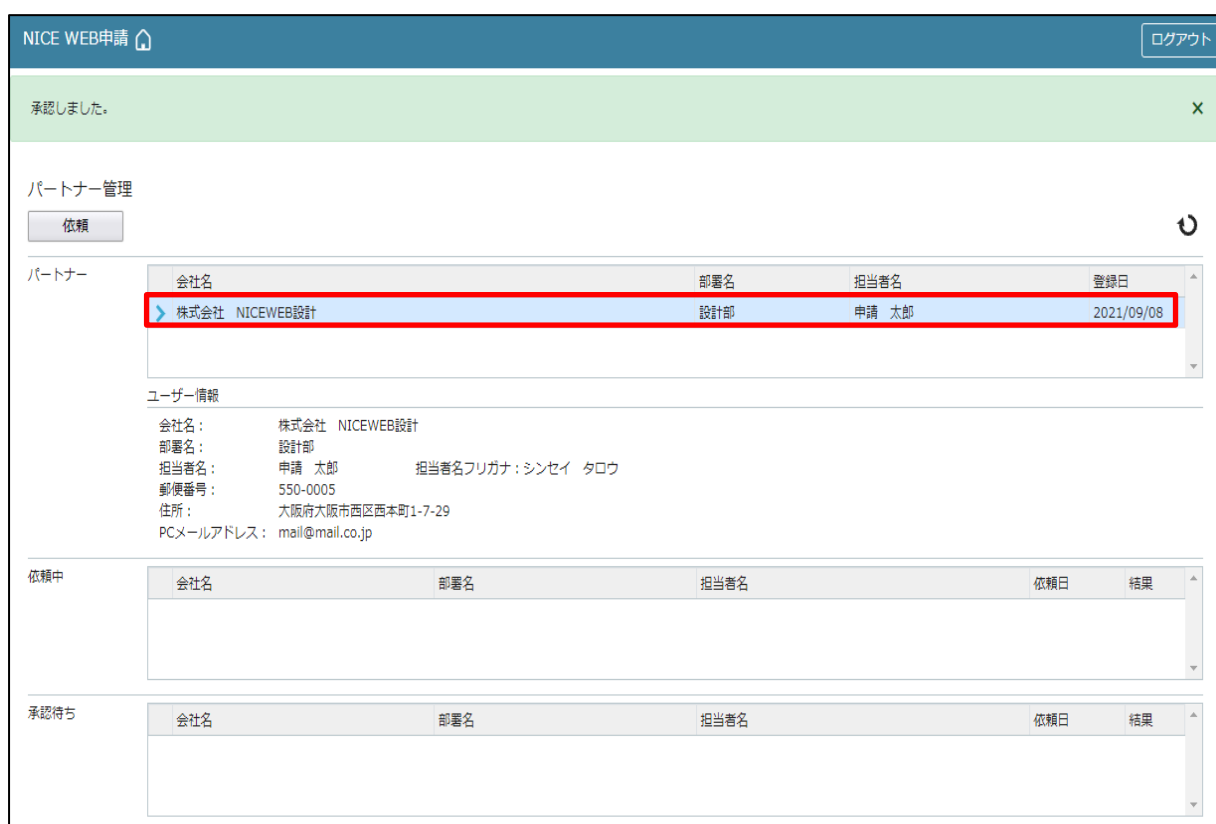 NICE WEB申請 ログアウト
承認しました。 ×
パートナー管理
依頼
パートナー
会社名 部署名 担当者名 登録日
株式会社　NICEWEB設計 設計部 申請　太郎 2021/09/08
ユーザー情報
会社名： 株式会社　NICEWEB設計
部署名： 設計部
担当者名： 申請　太郎 担当者名フリガナ：シンセイ　タロウ
郵便番号： 550-0005
住所： 大阪府大阪市西区西本町1-7-29
PCメールアドレス： mail@mail.co.jp
依頼中
会社名 部署名 担当者名 依頼日 結果
承認待ち
会社名 部署名 担当者名 依頼日 結果